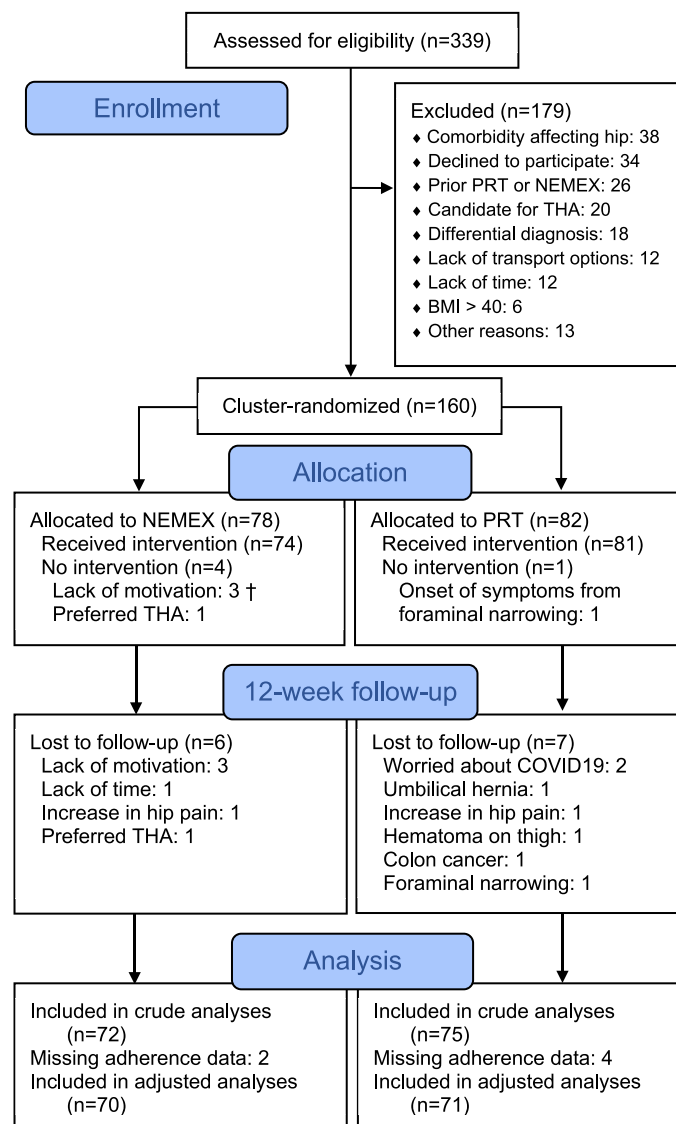 Assessed for eligibility (n=339)
Enrollment
Excluded (n=179)
♦ Comorbidity affecting hip: 38
♦ Declined to participate: 34
♦ Prior PRT or NEMEX: 26
♦ Candidate for THA: 20
♦ Differential diagnosis: 18
♦ Lack of transport options: 12
♦ Lack of time: 12
♦ BMI > 40: 6
♦ Other reasons: 13
Cluster-randomized (n=160)
Allocation
Allocated to NEMEX (n=78)
Received intervention (n=74)
No intervention (n=4)
Lack of motivation: 3 †
Preferred THA: 1
Allocated to PRT (n=82)
Received intervention (n=81)
No intervention (n=1)
Onset of symptoms from
foraminal narrowing: 1
12-week follow-up
Lost to follow-up (n=6)
Lack of motivation: 3
Lack of time: 1
Increase in hip pain: 1
Preferred THA: 1
Lost to follow-up (n=7)
Worried about COVID19: 2
Umbilical hernia: 1
Increase in hip pain: 1
Hematoma on thigh: 1
Colon cancer: 1
Foraminal narrowing: 1
Analysis
Included in crude analyses
(n=72)
Missing adherence data: 2
Included in adjusted analyses
(n=70)
Included in crude analyses
(n=75)
Missing adherence data: 4
Included in adjusted analyses
(n=71)